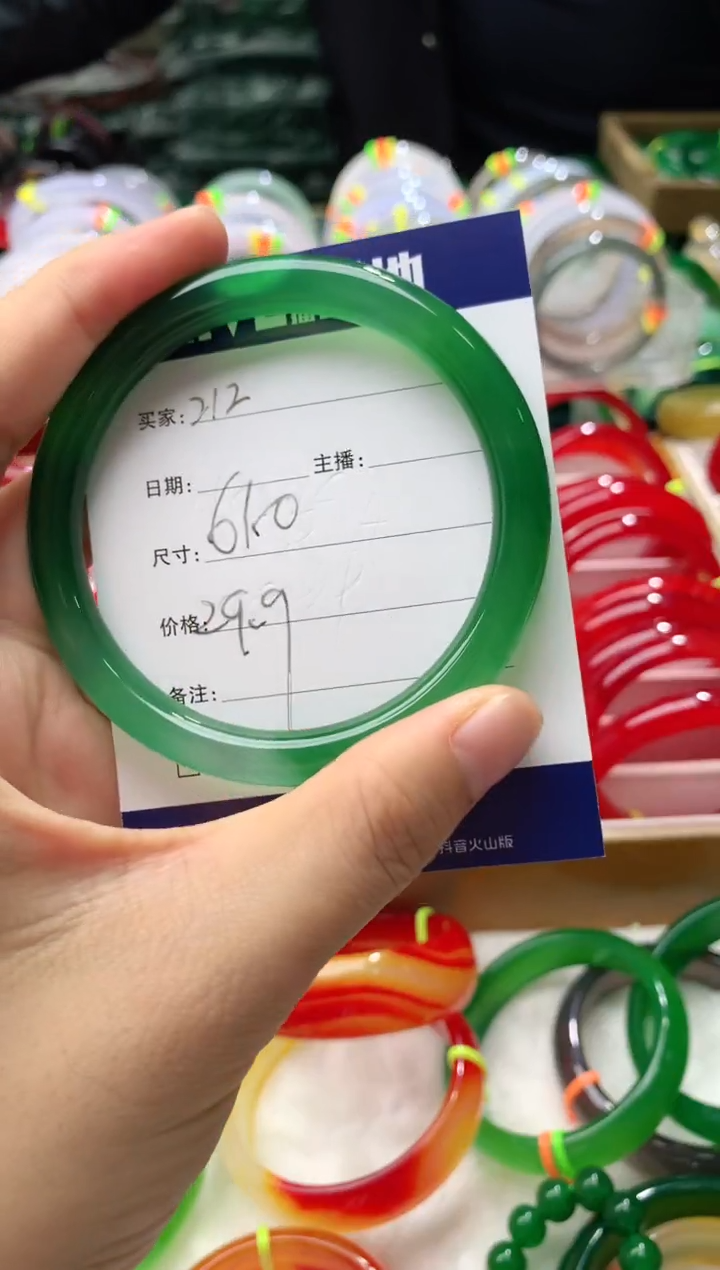 地
买家:212
日期: 主播:
尺寸:61.0
价格:29.9
备注:
抖音火山版